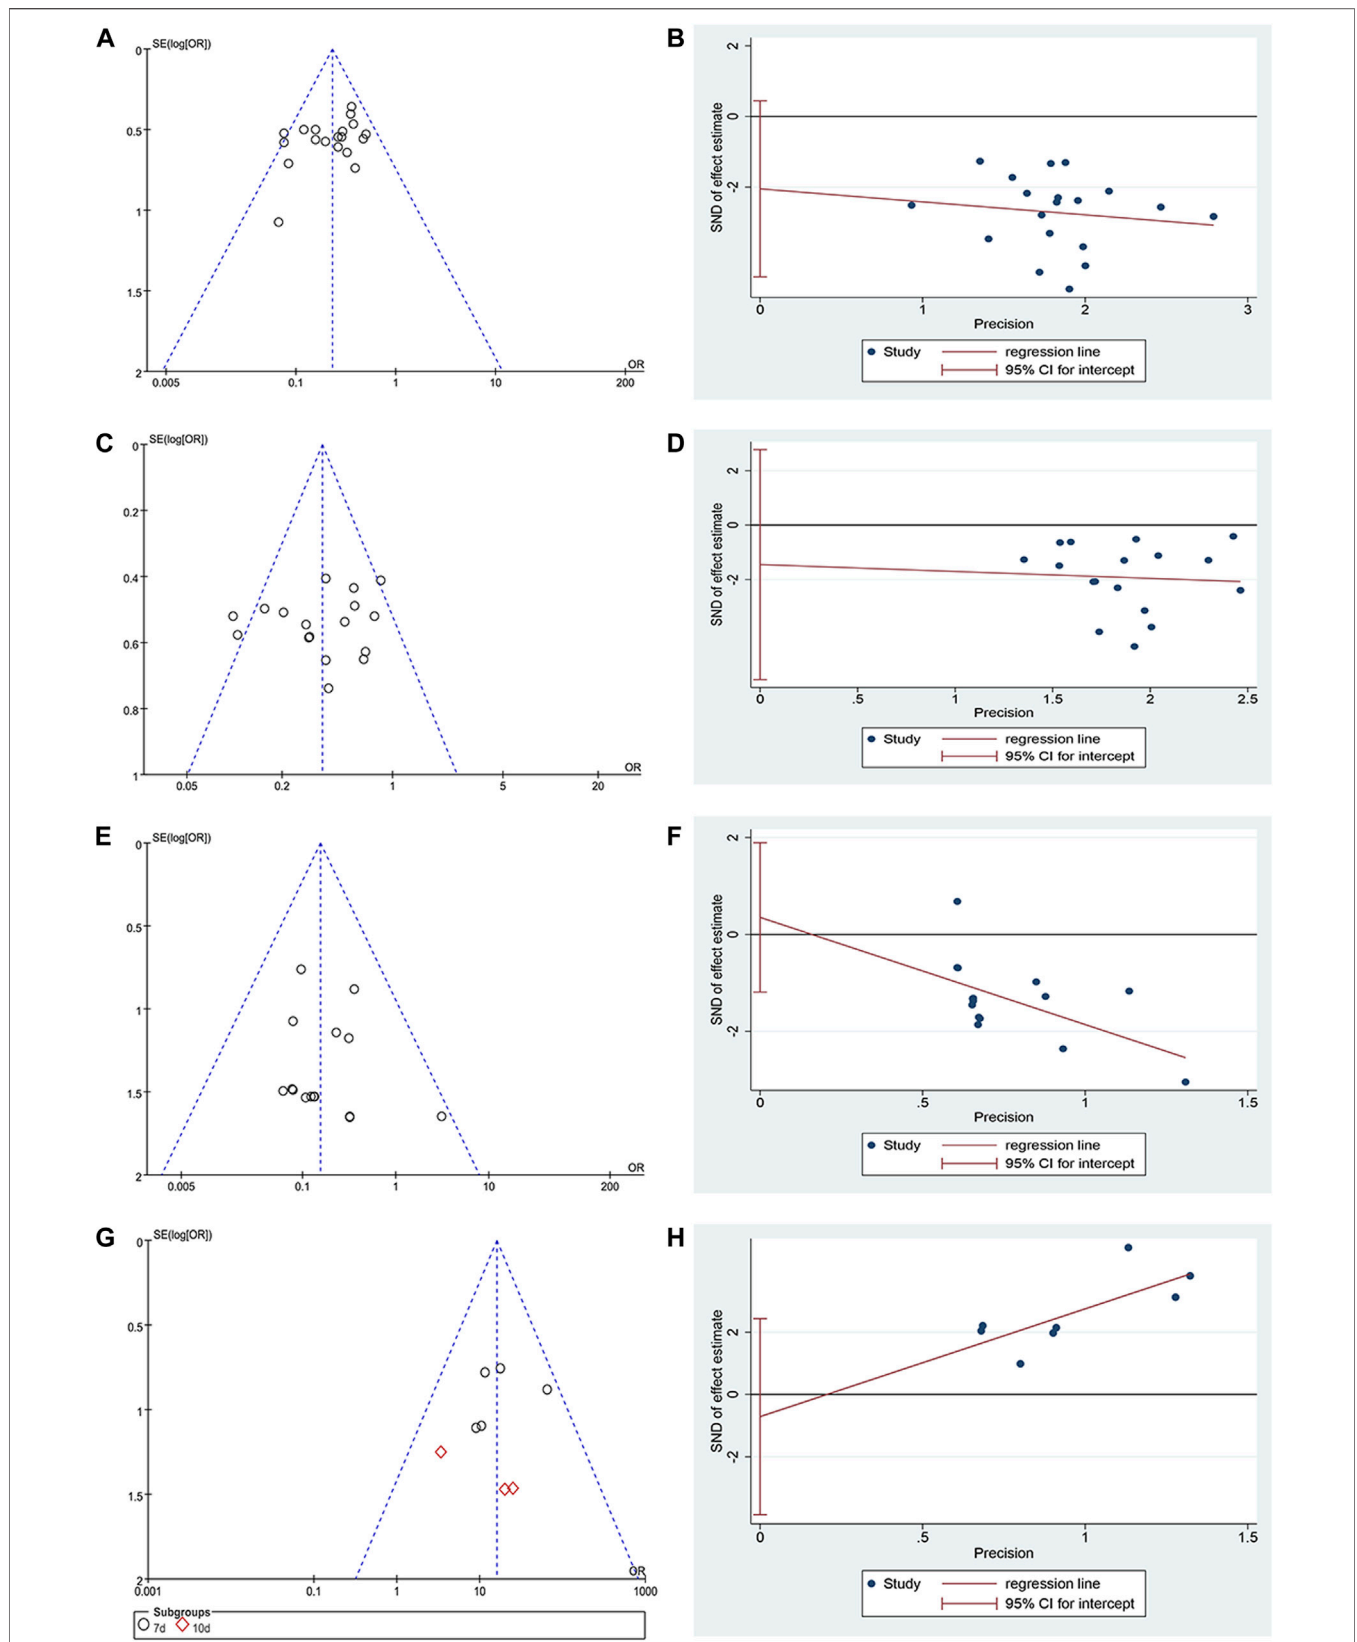 A
SE(log[OR])
0
0.5
1
1.5
2
0.005
0.1
1
10
200
OR
B
SND of effect estimate
2
0
-2
0
1
2
3
Precision
Study
regression line
95% CI for intercept
C
SE(log[OR])
0
0.2
0.4
0.6
0.8
1
0.05
0.2
1
5
20
OR
D
SND of effect estimate
2
0
-2
0
.5
1
1.5
2
2.5
Precision
Study
regression line
95% CI for intercept
E
SE(log[OR])
0
0.5
1
1.5
2
0.005
0.1
1
10
200
OR
F
SND of effect estimate
2
0
-2
0
.5
1
1.5
Precision
Study
regression line
95% CI for intercept
G
SE(log[OR])
0
0.5
1
1.5
2
0.001
0.1
1
10
1000
OR
Subgroups
7d
10d
H
SND of effect estimate
2
0
-2
0
.5
1
1.5
Precision
Study
regression line
95% CI for intercept